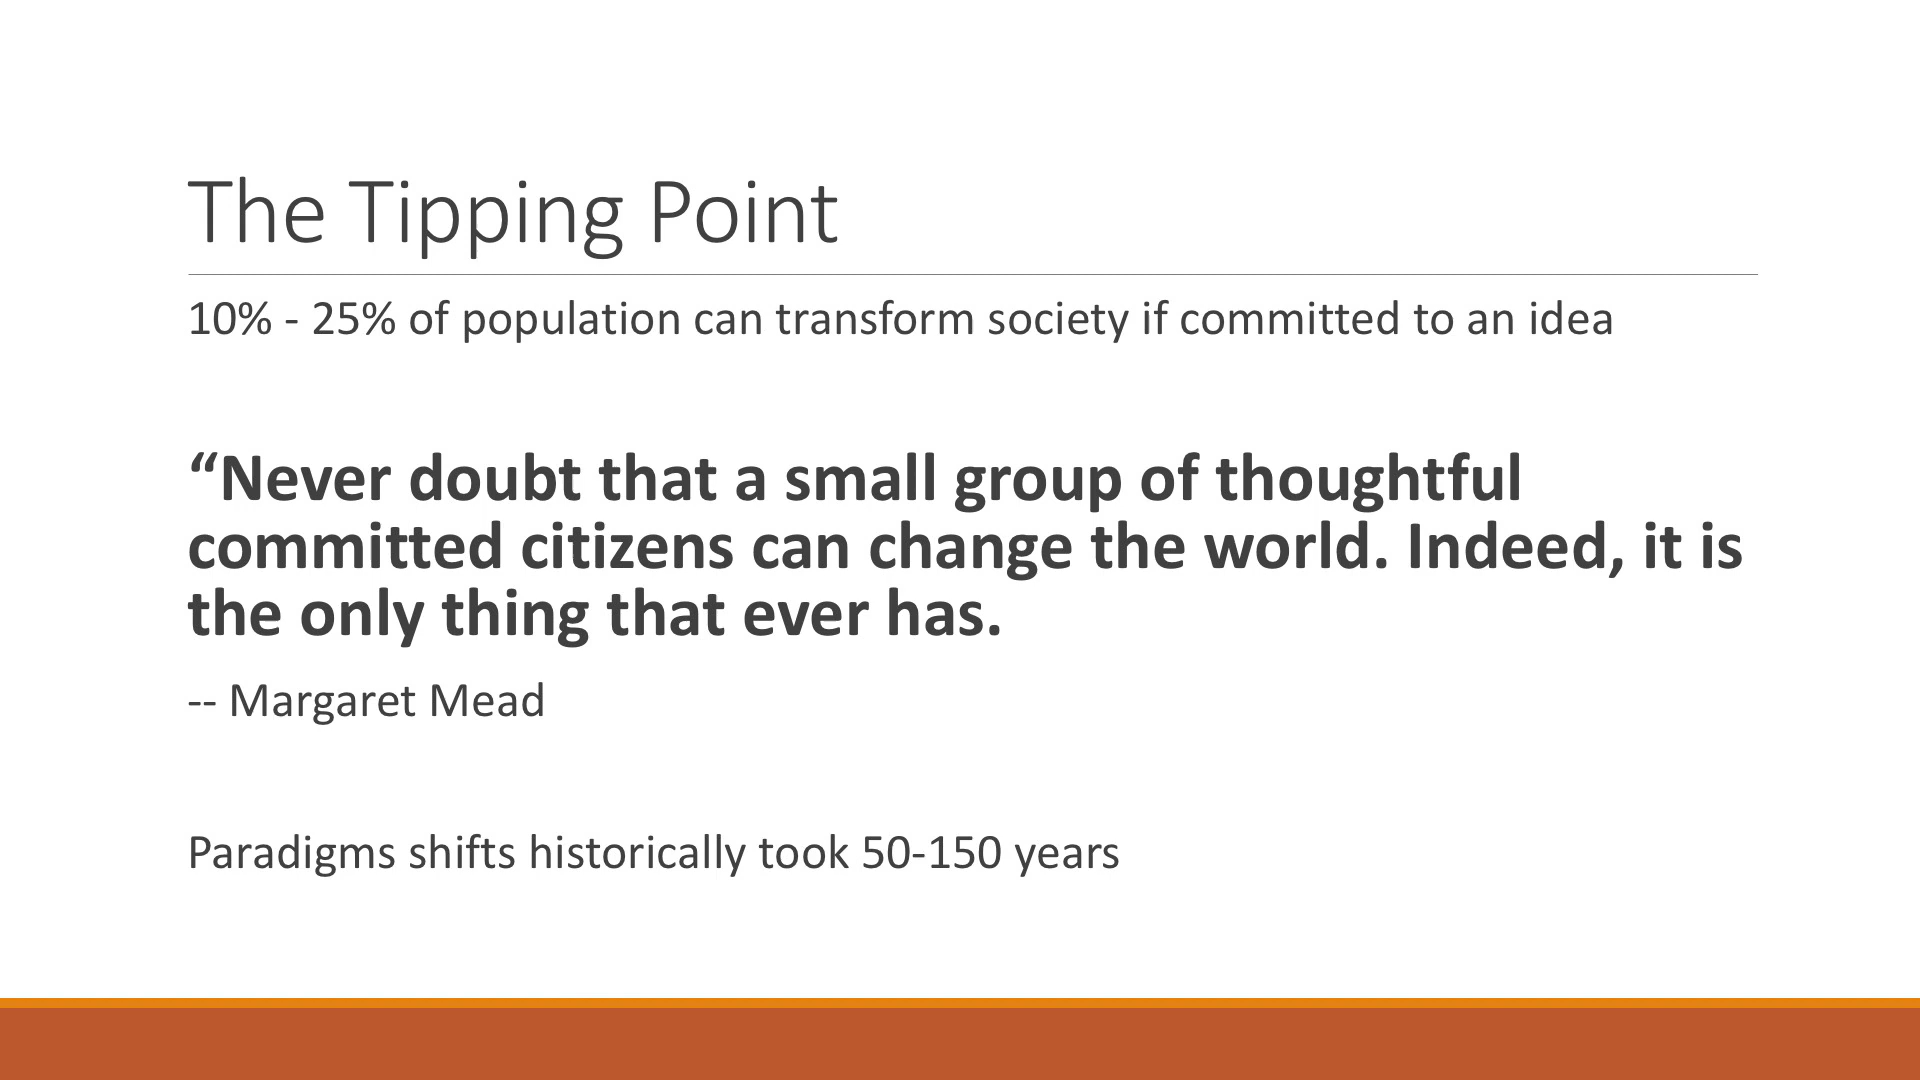 The Tipping Point
10% - 25% of population can transform society if committed to an idea
“Never doubt that a small group of thoughtful
committed citizens can change the world. Indeed, it is
the only thing that ever has.
-- Margaret Mead
Paradigms shifts historically took 50-150 years